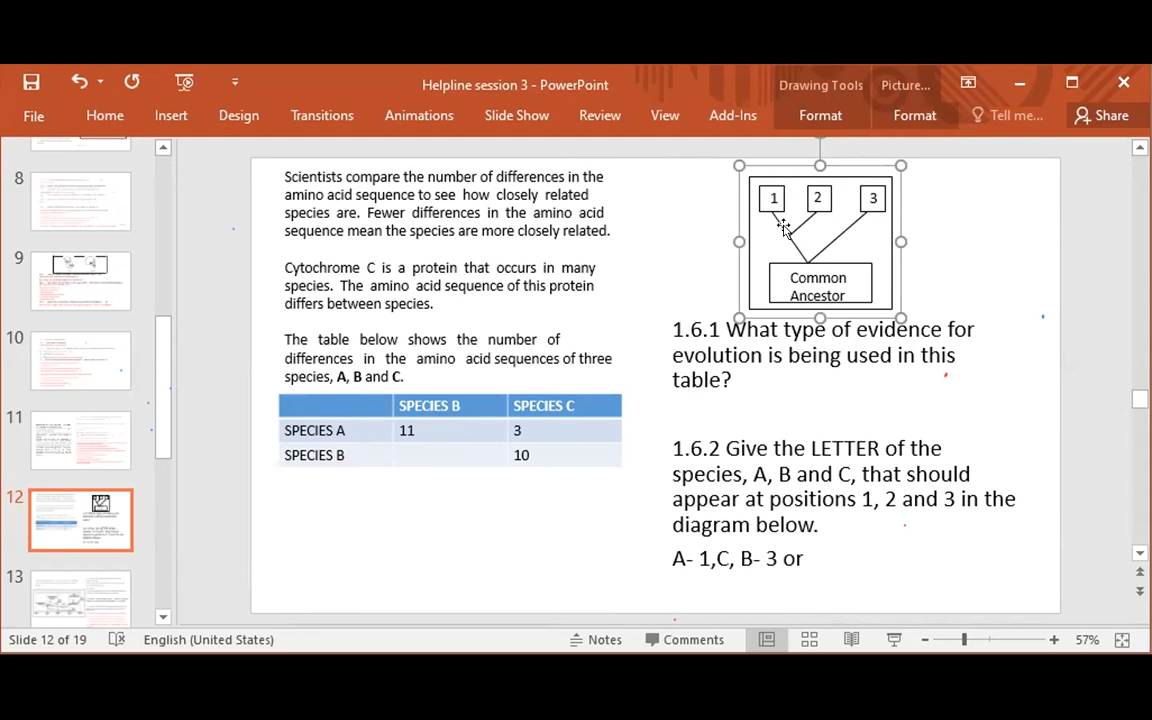 Helpline session 3 - PowerPoint
Drawing Tools
Picture...
File
Home
Insert
Design
Transitions
Animations
Slide Show
Review
View
Add-Ins
Format
Format
Tell me...
Share
8
9
10
11
12
13
Scientists compare the number of differences in the
amino acid sequence to see how closely related
species are. Fewer differences in the amino acid
sequence mean the species are more closely related.
Cytochrome C is a protein that occurs in many
species. The amino acid sequence of this protein
differs between species.
The table below shows the number of
differences in the amino acid sequences of three
species, A, B and C.
SPECIES B SPECIES C
SPECIES A 11 3
SPECIES B 10
1 2 3
Common
Ancestor
1.6.1 What type of evidence for
evolution is being used in this
table?
1.6.2 Give the LETTER of the
species, A, B and C, that should
appear at positions 1, 2 and 3 in the
diagram below.
A- 1,C, B- 3 or
Slide 12 of 19
English (United States)
Notes
Comments
57%